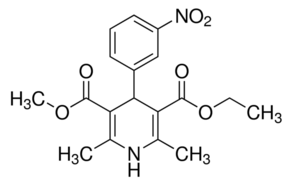 NO₂
O O
H₃C O O CH₃
H₃C N CH₃
H